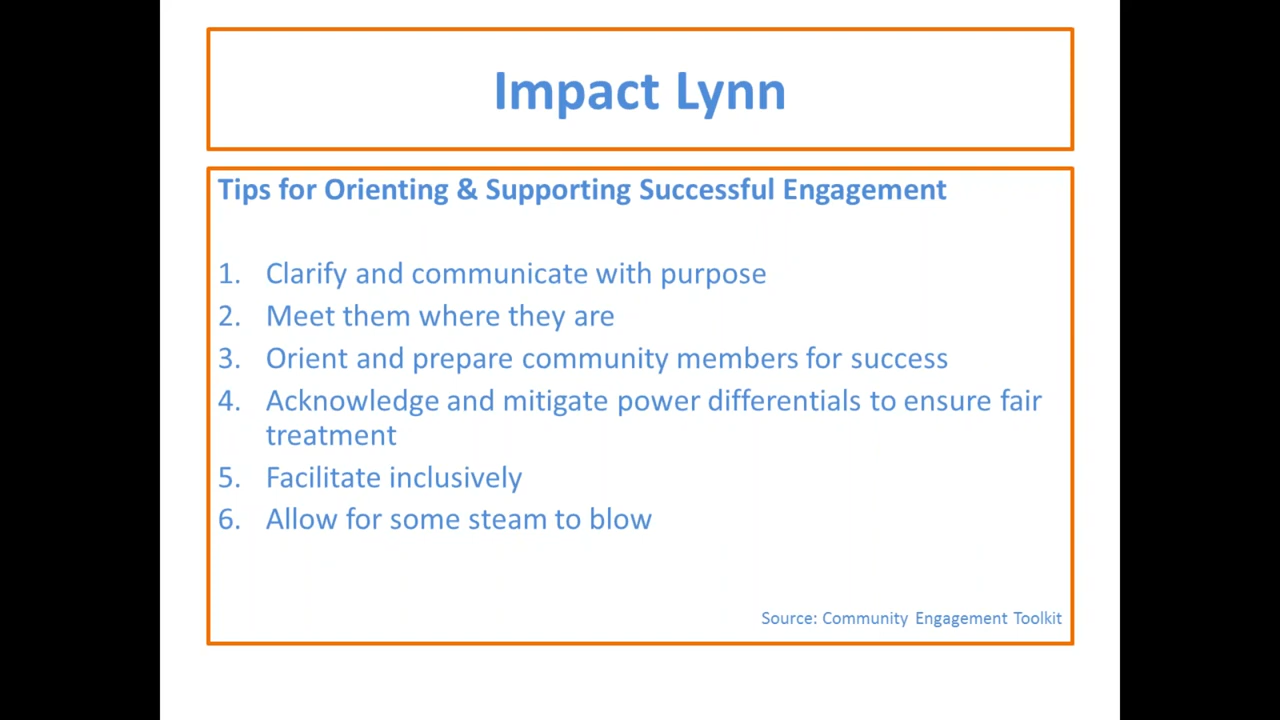 Impact Lynn
Tips for Orienting & Supporting Successful Engagement
1. Clarify and communicate with purpose
2. Meet them where they are
3. Orient and prepare community members for success
4. Acknowledge and mitigate power differentials to ensure fair
treatment
5. Facilitate inclusively
6. Allow for some steam to blow
Source: Community Engagement Toolkit